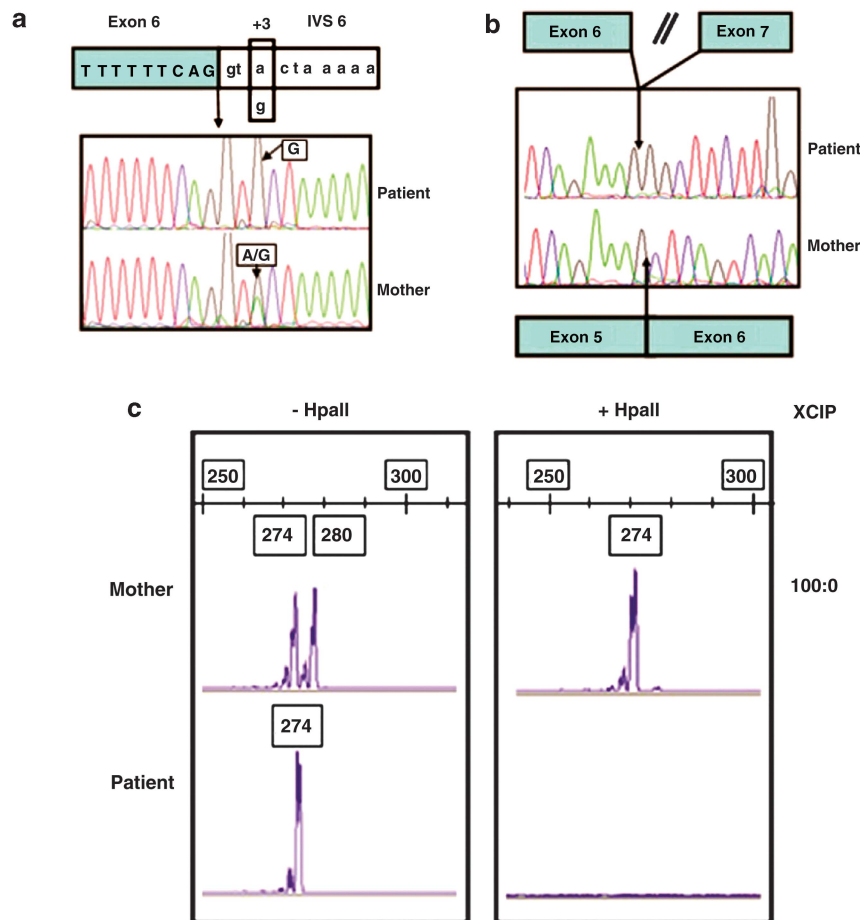 a
Exon 6 +3 IVS 6
T T T T T T C A G gt a c t a a a a a
g
G
Patient
A/G
Mother
b
Exon 6 Exon 7
Patient
Mother
Exon 5 Exon 6
c
- HpaII + HpaII XCIP
250 300 250 300
274 280 274
Mother 100:0
274
Patient